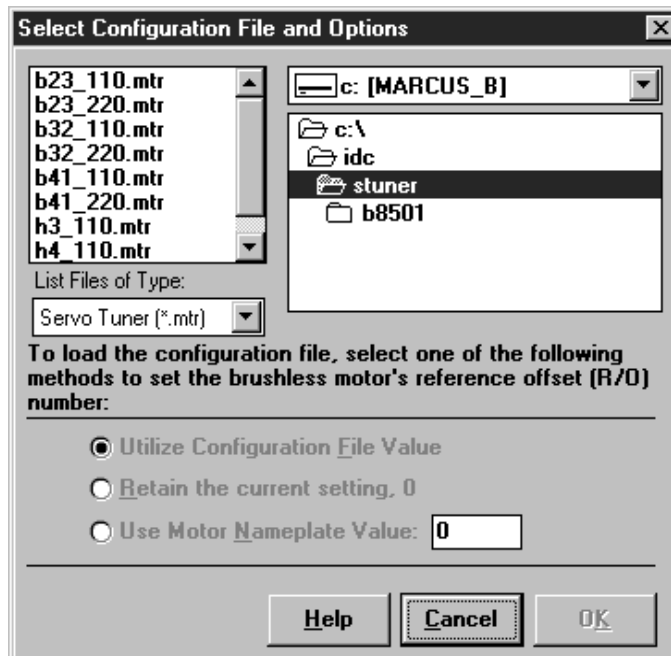 Select Configuration File and Options
b23_110.mtr
b23_220.mtr
b32_110.mtr
b32_220.mtr
b41_110.mtr
b41_220.mtr
h3_110.mtr
h4_110.mtr
List Files of Type:
Servo Tuner (*.mtr)
c: [MARCUS_B]
c:\
idc
stuner
b8501
To load the configuration file, select one of the following
methods to set the brushless motor's reference offset (R/O)
number:
Utilize Configuration File Value
Retain the current setting, 0
Use Motor Nameplate Value: 0
Help Cancel OK